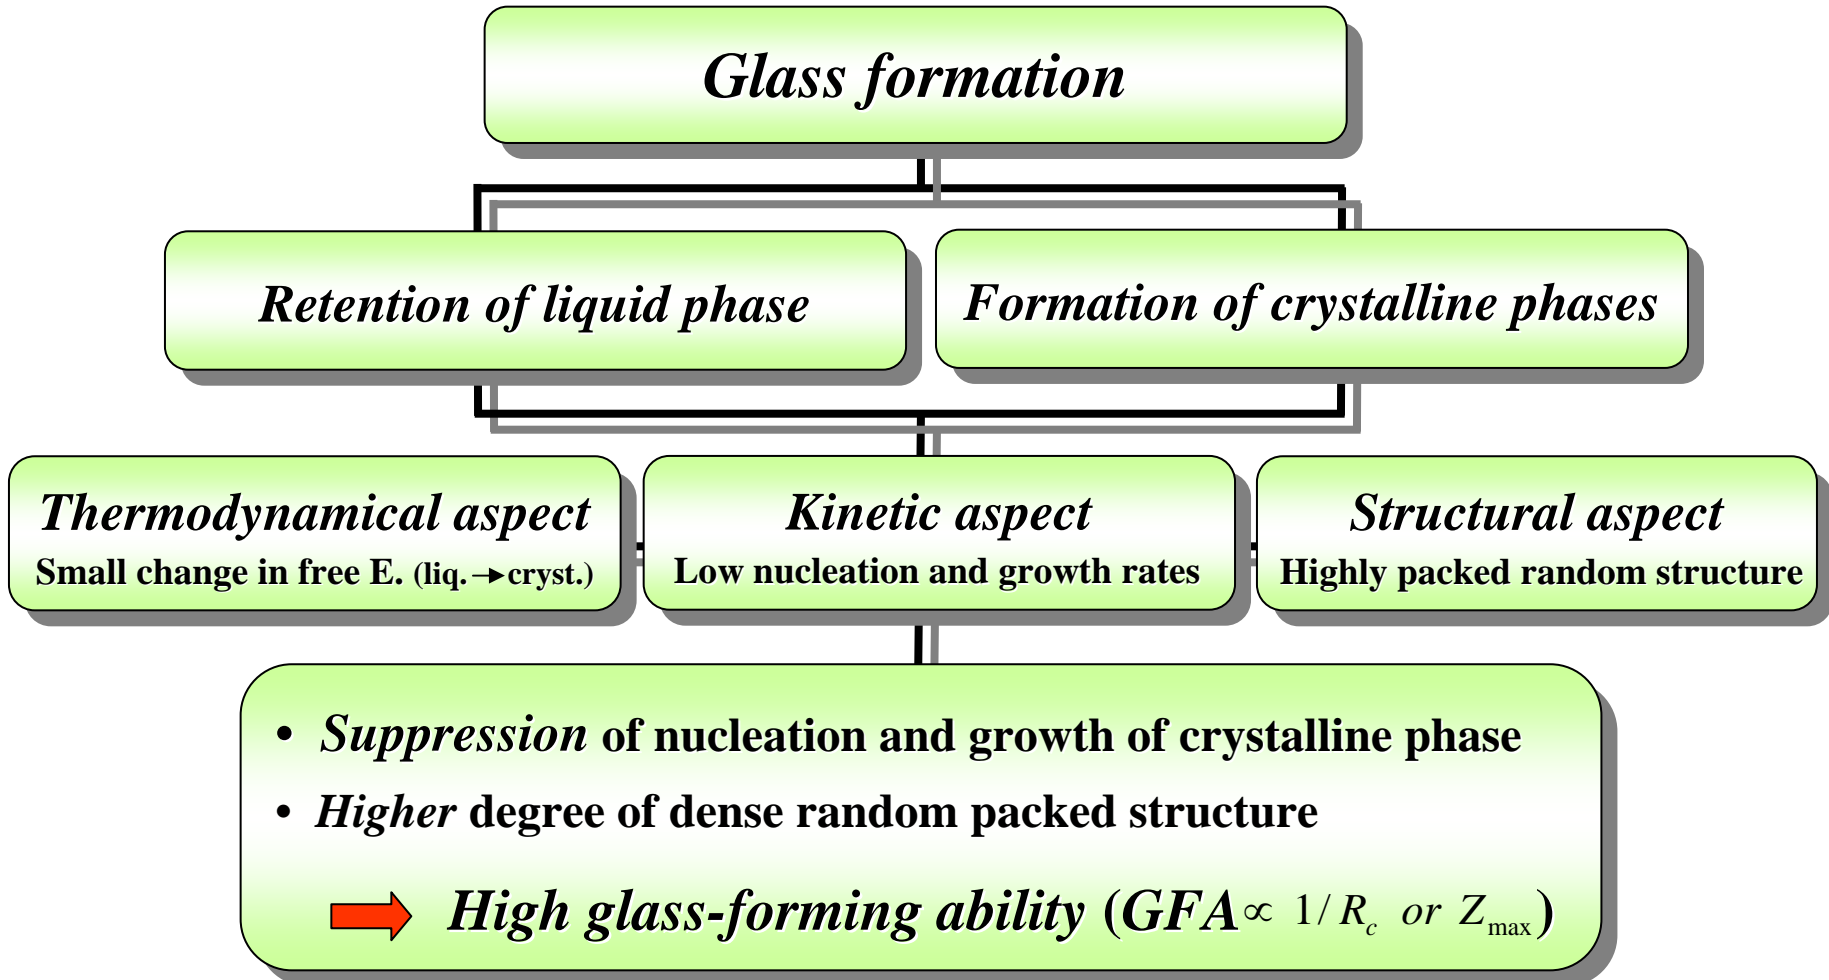 Glass formation
Retention of liquid phase
Formation of crystalline phases
Thermodynamical aspect
Small change in free E. (liq.→cryst.)
Kinetic aspect
Low nucleation and growth rates
Structural aspect
Highly packed random structure
• Suppression of nucleation and growth of crystalline phase
• Higher degree of dense random packed structure
High glass-forming ability (GFA∝ 1/R_c or Z_max)